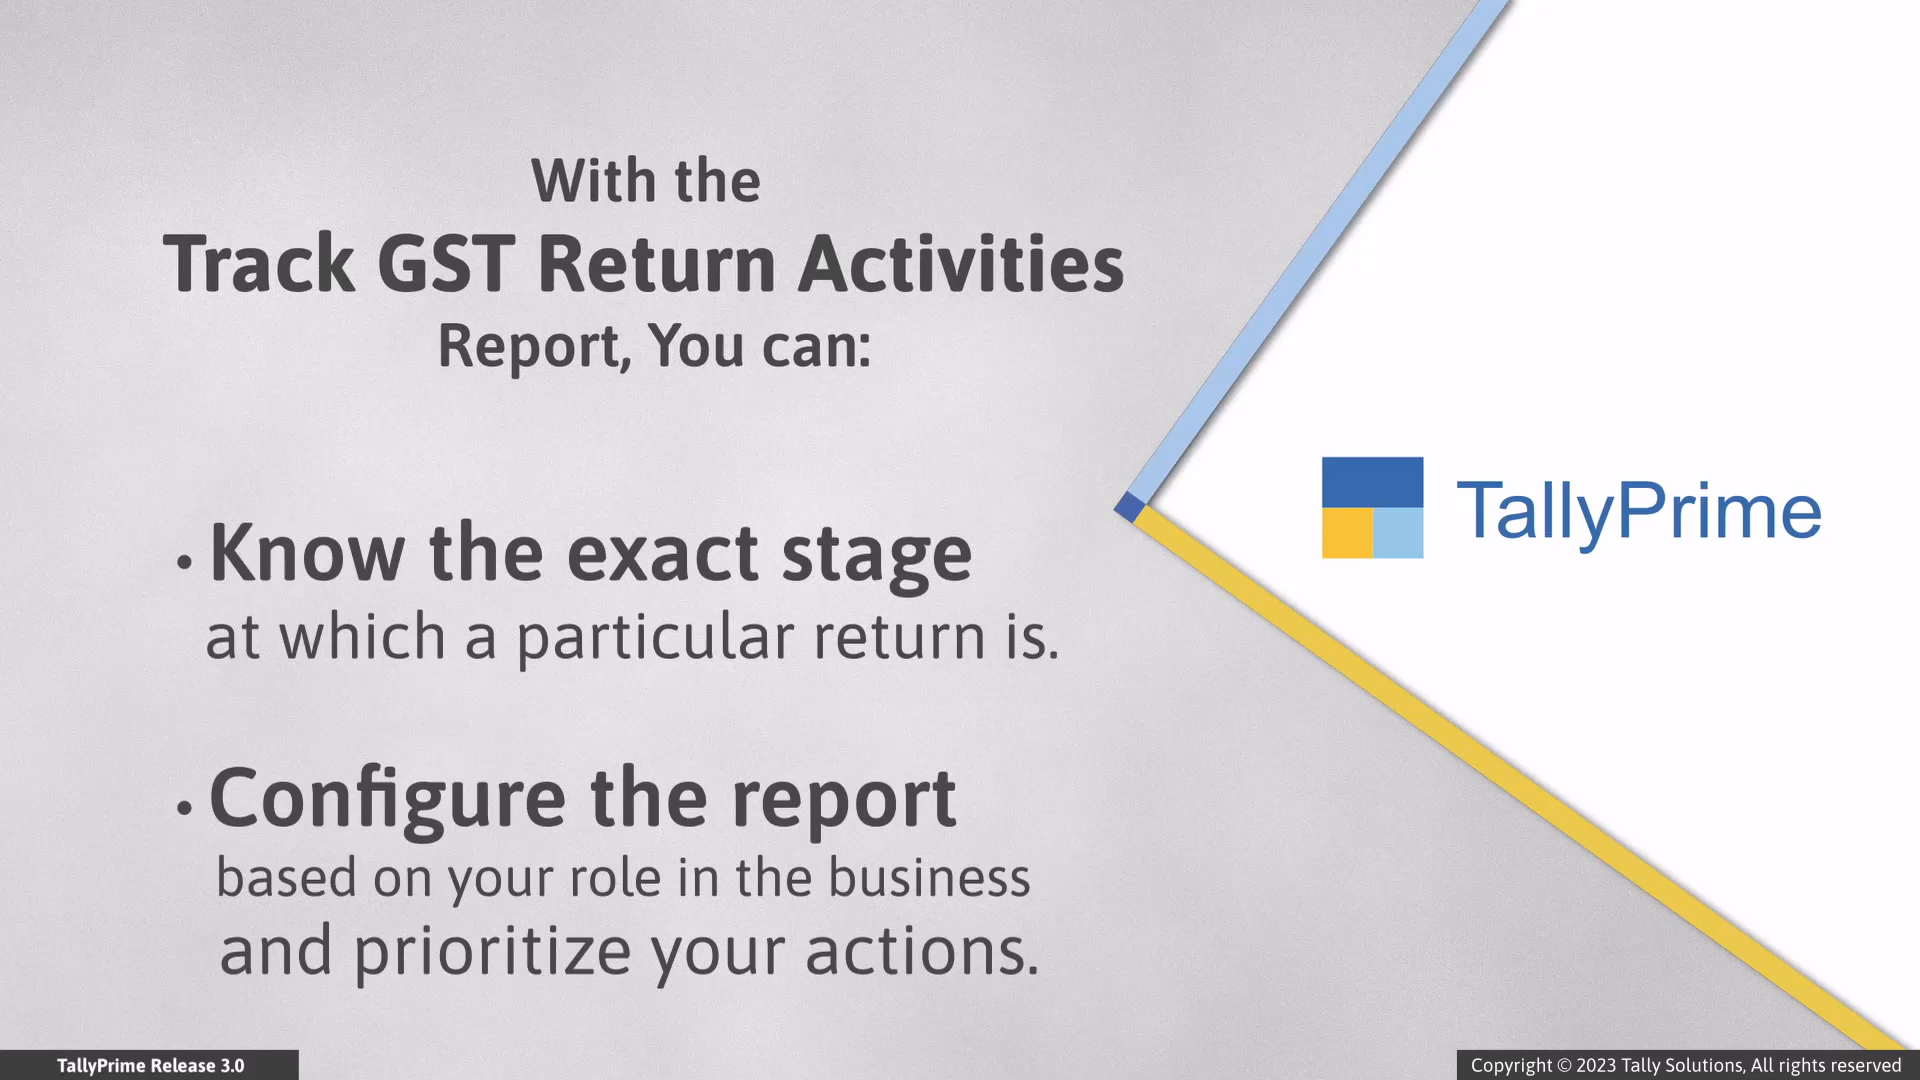 With the
Track GST Return Activities
Report, You can:
• Know the exact stage
at which a particular return is.
• Configure the report
based on your role in the business
and prioritize your actions.
TallyPrime
TallyPrime Release 3.0
Copyright © 2023 Tally Solutions, All rights reserved